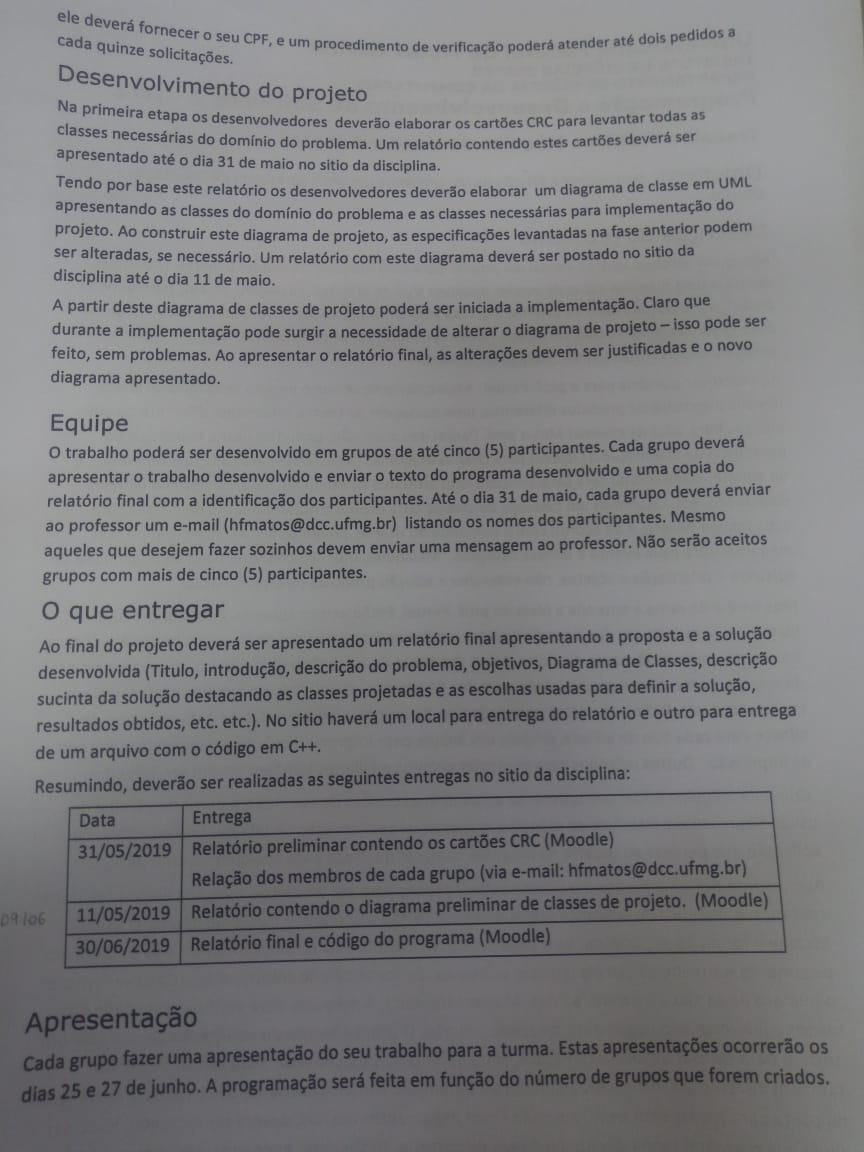 ele deverá fornecer o seu CPF, e um procedimento de verificação poderá atender até dois pedidos a
cada quinze solicitações.
Desenvolvimento do projeto
Na primeira etapa os desenvolvedores deverão elaborar os cartões CRC para levantar todas as
classes necessárias do domínio do problema. Um relatório contendo estes cartões deverá ser
apresentado até o dia 31 de maio no sitio da disciplina.
Tendo por base este relatório os desenvolvedores deverão elaborar um diagrama de classe em UML
apresentando as classes do domínio do problema e as classes necessárias para implementação do
projeto. Ao construir este diagrama de projeto, as especificações levantadas na fase anterior podem
ser alteradas, se necessário. Um relatório com este diagrama deverá ser postado no sitio da
disciplina até o dia 11 de maio.
A partir deste diagrama de classes de projeto poderá ser iniciada a implementação. Claro que
durante a implementação pode surgir a necessidade de alterar o diagrama de projeto – isso pode ser
feito, sem problemas. Ao apresentar o relatório final, as alterações devem ser justificadas e o novo
diagrama apresentado.
Equipe
O trabalho poderá ser desenvolvido em grupos de até cinco (5) participantes. Cada grupo deverá
apresentar o trabalho desenvolvido e enviar o texto do programa desenvolvido e uma copia do
relatório final com a identificação dos participantes. Até o dia 31 de maio, cada grupo deverá enviar
ao professor um e-mail (hfmatos@dcc.ufmg.br) listando os nomes dos participantes. Mesmo
aqueles que desejem fazer sozinhos devem enviar uma mensagem ao professor. Não serão aceitos
grupos com mais de cinco (5) participantes.
O que entregar
Ao final do projeto deverá ser apresentado um relatório final apresentando a proposta e a solução
desenvolvida (Titulo, introdução, descrição do problema, objetivos, Diagrama de Classes, descrição
sucinta da solução destacando as classes projetadas e as escolhas usadas para definir a solução,
resultados obtidos, etc. etc.). No sitio haverá um local para entrega do relatório e outro para entrega
de um arquivo com o código em C++.
Resumindo, deverão ser realizadas as seguintes entregas no sitio da disciplina:
Data Entrega
31/05/2019 Relatório preliminar contendo os cartões CRC (Moodle)
Relação dos membros de cada grupo (via e-mail: hfmatos@dcc.ufmg.br)
09/06 11/05/2019 Relatório contendo o diagrama preliminar de classes de projeto. (Moodle)
30/06/2019 Relatório final e código do programa (Moodle)
Apresentação
Cada grupo fazer uma apresentação do seu trabalho para a turma. Estas apresentações ocorrerão os
dias 25 e 27 de junho. A programação será feita em função do número de grupos que forem criados.